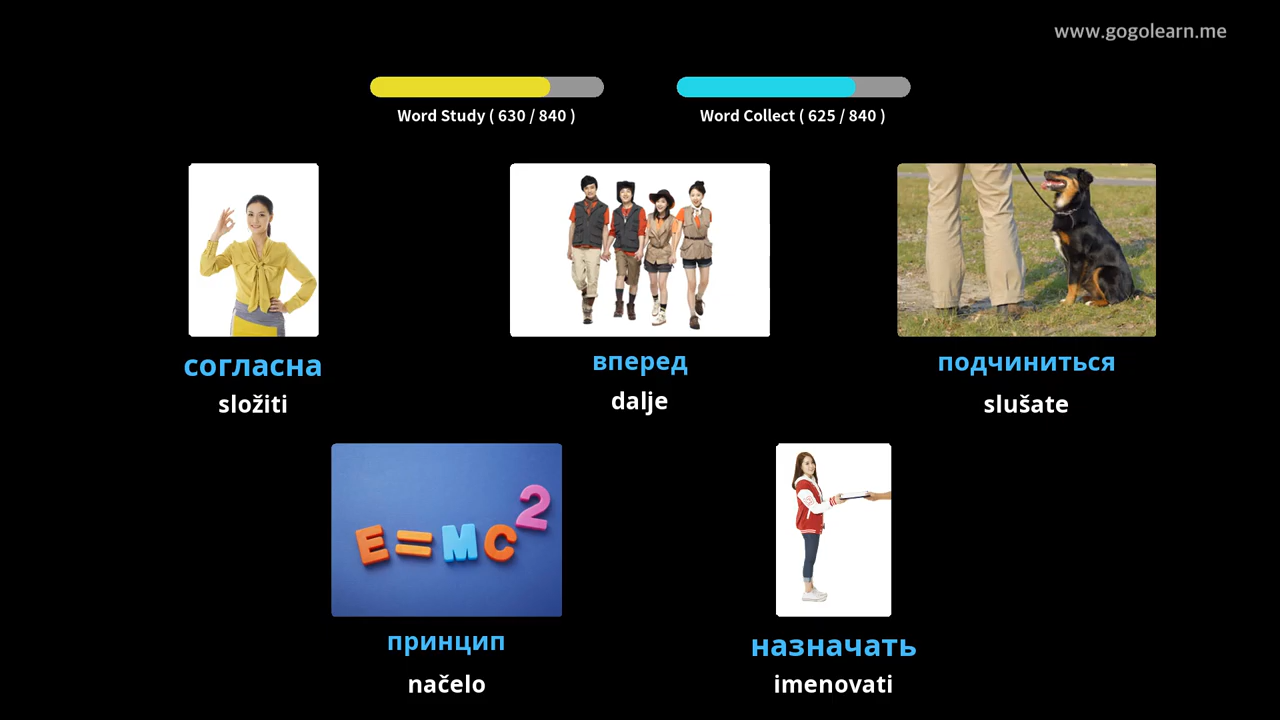 www.gogolearn.me
Word Study ( 630 / 840 )
Word Collect ( 625 / 840 )
согласна
složiti
вперед
dalje
подчиниться
slušate
E=MC2
принцип
načelo
назначать
imenovati